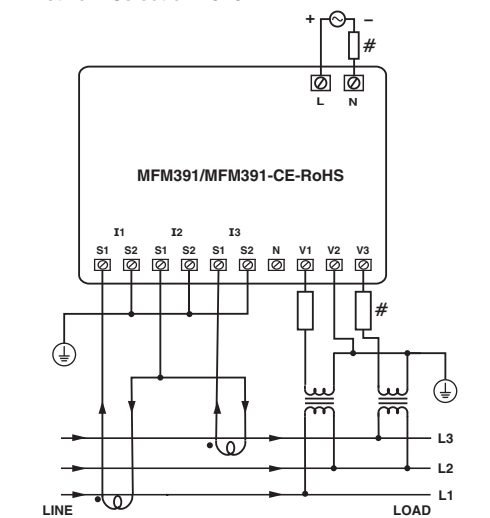 + −
#
L N
MFM391/MFM391-CE-RoHS
I1 I2 I3
S1 S2 S1 S2 S1 S2 N V1 V2 V3
#
L3
L2
L1
LINE LOAD